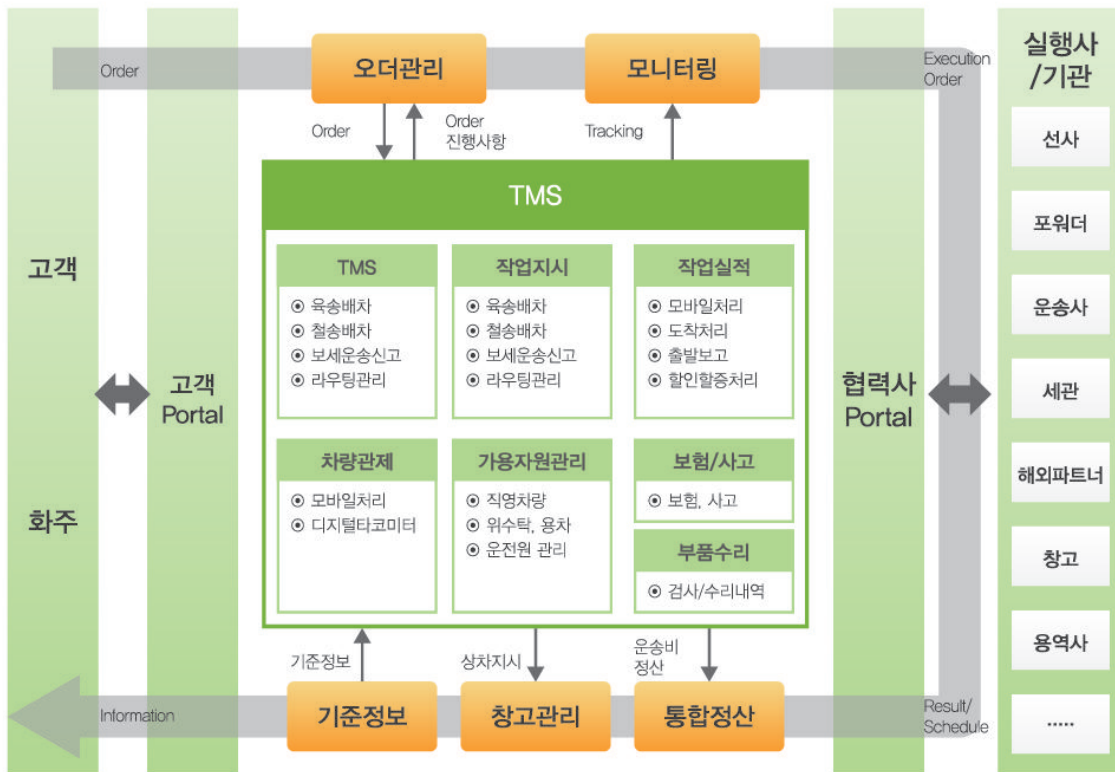 Order
오더관리
모니터링
Execution
Order
실행사
/기관
Order
Order
진행사항
Tracking
선사
포워더
운송사
세관
해외파트너
창고
용역사
.....
고객
화주
고객
Portal
TMS
TMS
육송배차
철송배차
보세운송신고
라우팅관리
작업지시
육송배차
철송배차
보세운송신고
라우팅관리
작업실적
모바일처리
도착처리
출발보고
할인할증처리
차량관제
모바일처리
디지털타코미터
가용자원관리
직영차량
위수탁, 용차
운전원 관리
보험/사고
보험, 사고
부품수리
검사/수리내역
협력사
Portal
기준정보
상차지시
운송비
정산
Information
기준정보
창고관리
통합정산
Result/
Schedule